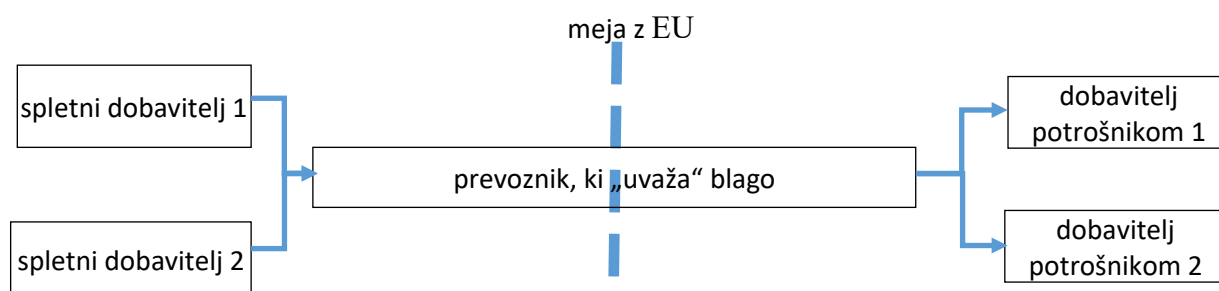 meja z EU
spletni dobavitelj 1
dobavitelj
potrošnikom 1
prevoznik, ki „uvaža“ blago
spletni dobavitelj 2
dobavitelj
potrošnikom 2